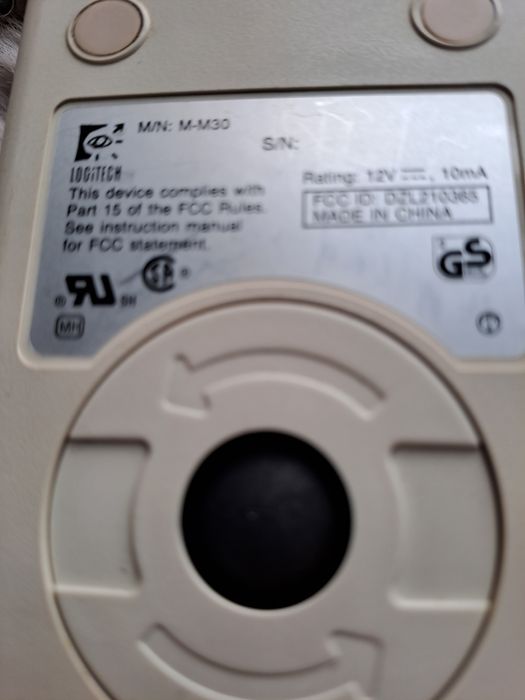 M/N: M-M30
S/N:
LOGiTECH
Rating: 12V ⎓, 10mA
This device complies with
Part 15 of the FCC Rules.
See instruction manual
for FCC statement.
FCC ID: DZL210365
MADE IN CHINA
GS
MH